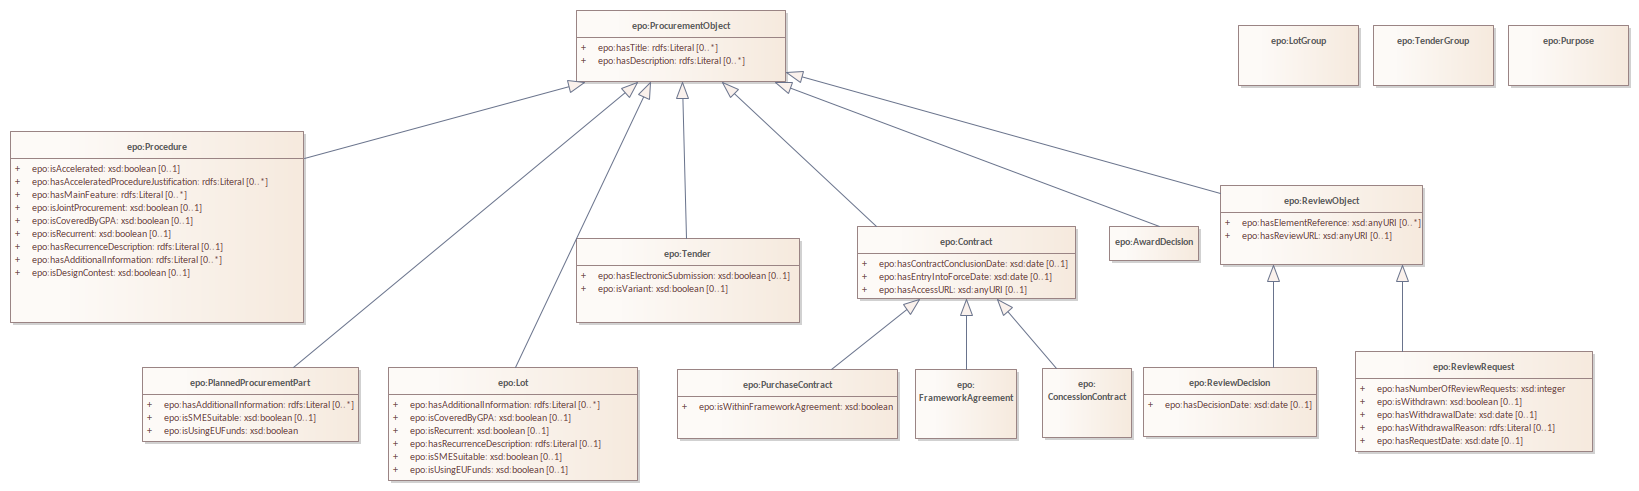 epo:ProcurementObject
+ epo:hasTitle: rdfs:Literal [0..*]
+ epo:hasDescription: rdfs:Literal [0..*]
epo:LotGroup
epo:TenderGroup
epo:Purpose
epo:Procedure
+ epo:isAccelerated: xsd:boolean [0..1]
+ epo:hasAcceleratedProcedureJustification: rdfs:Literal [0..*]
+ epo:hasMainFeature: rdfs:Literal [0..*]
+ epo:isJointProcurement: xsd:boolean [0..1]
+ epo:isCoveredByGPA: xsd:boolean [0..1]
+ epo:isRecurrent: xsd:boolean [0..1]
+ epo:hasRecurrenceDescription: rdfs:Literal [0..1]
+ epo:hasAdditionalInformation: rdfs:Literal [0..*]
+ epo:isDesignContest: xsd:boolean [0..1]
epo:Tender
+ epo:hasElectronicSubmission: xsd:boolean [0..1]
+ epo:isVariant: xsd:boolean [0..1]
epo:Contract
+ epo:hasContractConclusionDate: xsd:date [0..1]
+ epo:hasEntryIntoForceDate: xsd:date [0..1]
+ epo:hasAccessURL: xsd:anyURI [0..1]
epo:AwardDecision
epo:ReviewObject
+ epo:hasElementReference: xsd:anyURI [0..*]
+ epo:hasReviewURL: xsd:anyURI [0..1]
epo:PlannedProcurementPart
+ epo:hasAdditionalInformation: rdfs:Literal [0..*]
+ epo:isSMESuitable: xsd:boolean [0..1]
+ epo:isUsingEUFunds: xsd:boolean
epo:Lot
+ epo:hasAdditionalInformation: rdfs:Literal [0..*]
+ epo:isCoveredByGPA: xsd:boolean [0..1]
+ epo:isRecurrent: xsd:boolean [0..1]
+ epo:hasRecurrenceDescription: rdfs:Literal [0..1]
+ epo:isSMESuitable: xsd:boolean [0..1]
+ epo:isUsingEUFunds: xsd:boolean [0..1]
epo:PurchaseContract
+ epo:isWithinFrameworkAgreement: xsd:boolean
epo:
FrameworkAgreement
epo:
ConcessionContract
epo:ReviewDecision
+ epo:hasDecisionDate: xsd:date [0..1]
epo:ReviewRequest
+ epo:hasNumberOfReviewRequests: xsd:integer
+ epo:isWithdrawn: xsd:boolean [0..1]
+ epo:hasWithdrawalDate: xsd:date [0..1]
+ epo:hasWithdrawalReason: rdfs:Literal [0..1]
+ epo:hasRequestDate: xsd:date [0..1]